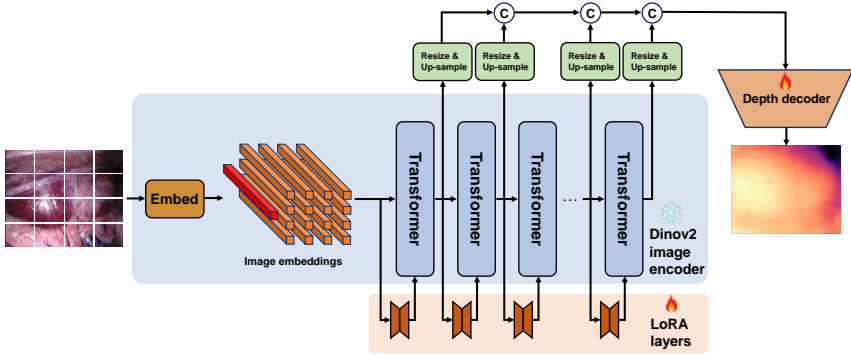 C
C
C
Resize &
Up-sample
Resize &
Up-sample
Resize &
Up-sample
Resize &
Up-sample
Depth decoder
Embed
Image embeddings
Transformer
Transformer
Transformer
...
Transformer
Dinov2
image
encoder
LoRA
layers